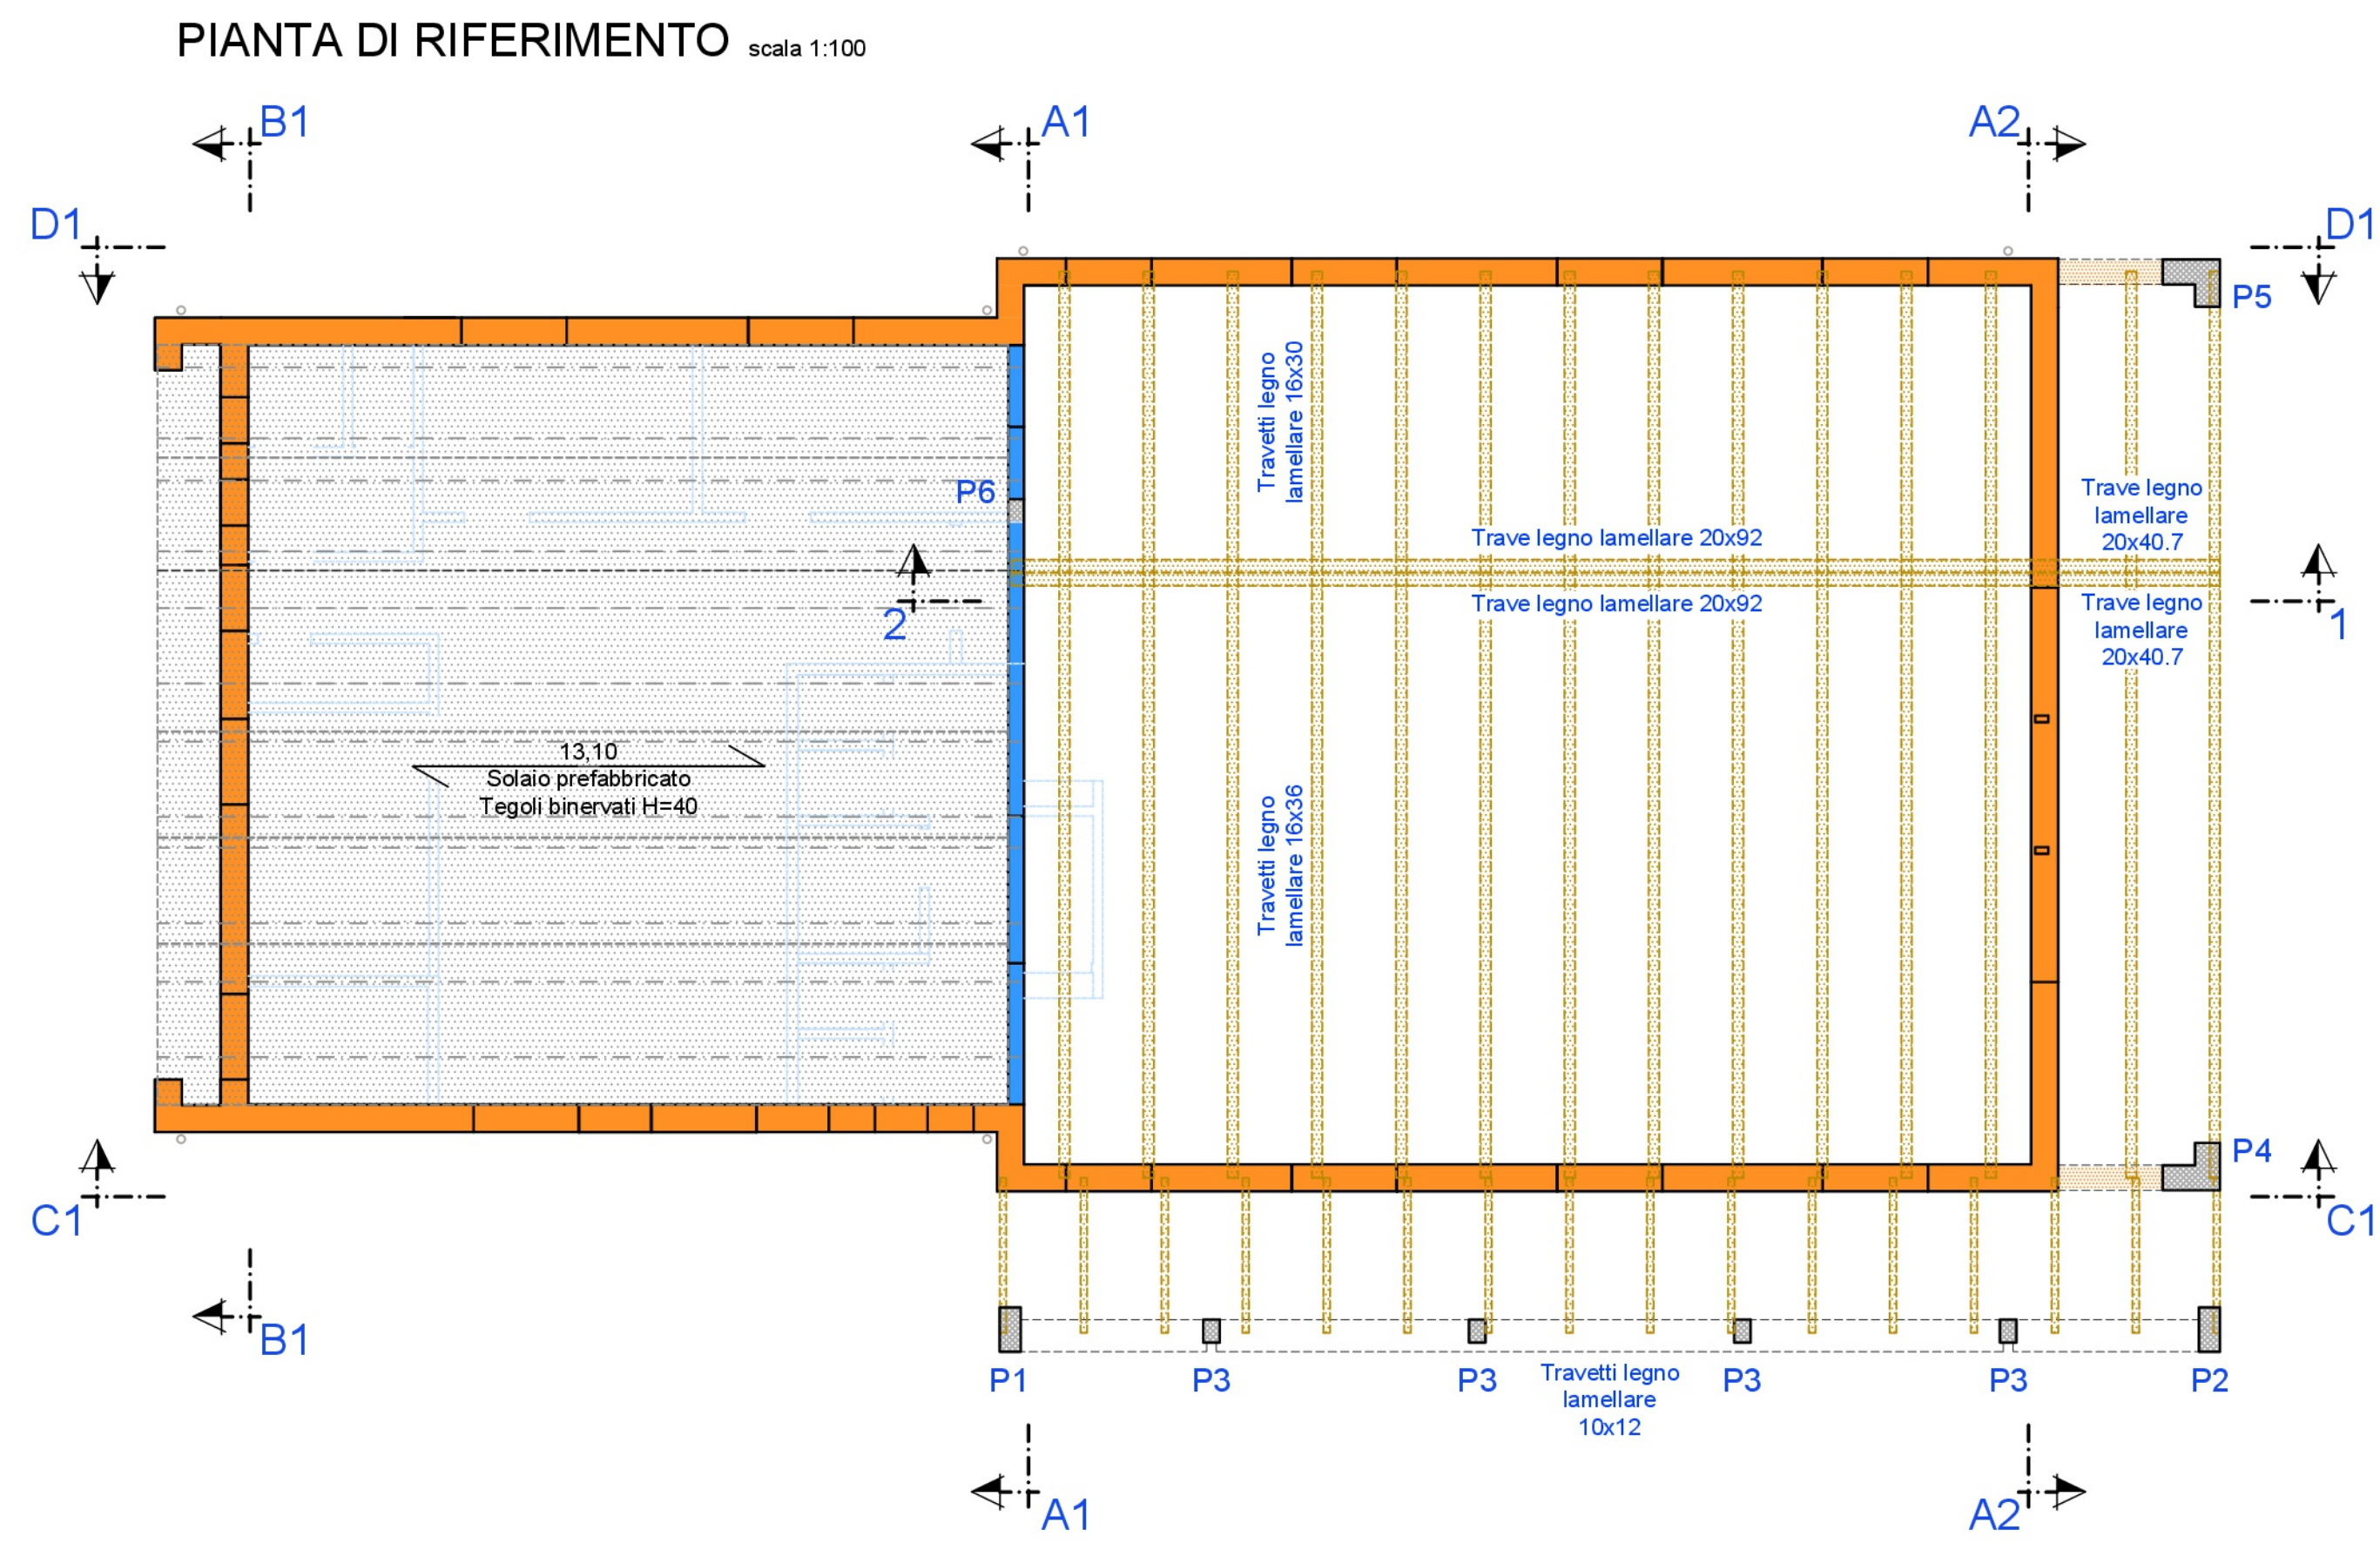 PIANTA DI RIFERIMENTO scala 1:100
B1
A1
A2
D1
D1
P5
Travetti legno
lamellare 16x30
P6
Trave legno
lamellare
20x40.7
Trave legno lamellare 20x92
2
Trave legno lamellare 20x92
Trave legno
lamellare
20x40.7
1
13,10
Solaio prefabbricato
Tegoli binervati H=40
Travetti legno
lamellare 16x36
P4
C1
C1
B1
P1
P3
P3
Travetti legno
lamellare
10x12
P3
P3
P2
A1
A2